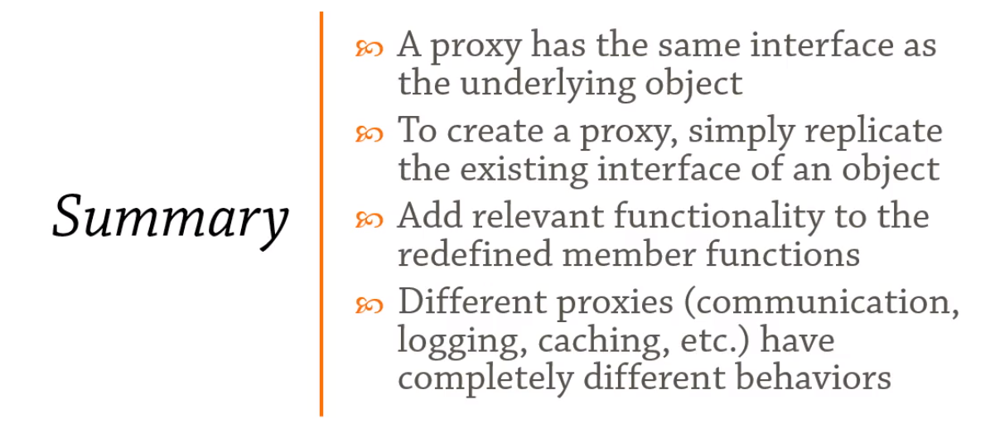 Summary
A proxy has the same interface as
the underlying object
To create a proxy, simply replicate
the existing interface of an object
Add relevant functionality to the
redefined member functions
Different proxies (communication,
logging, caching, etc.) have
completely different behaviors